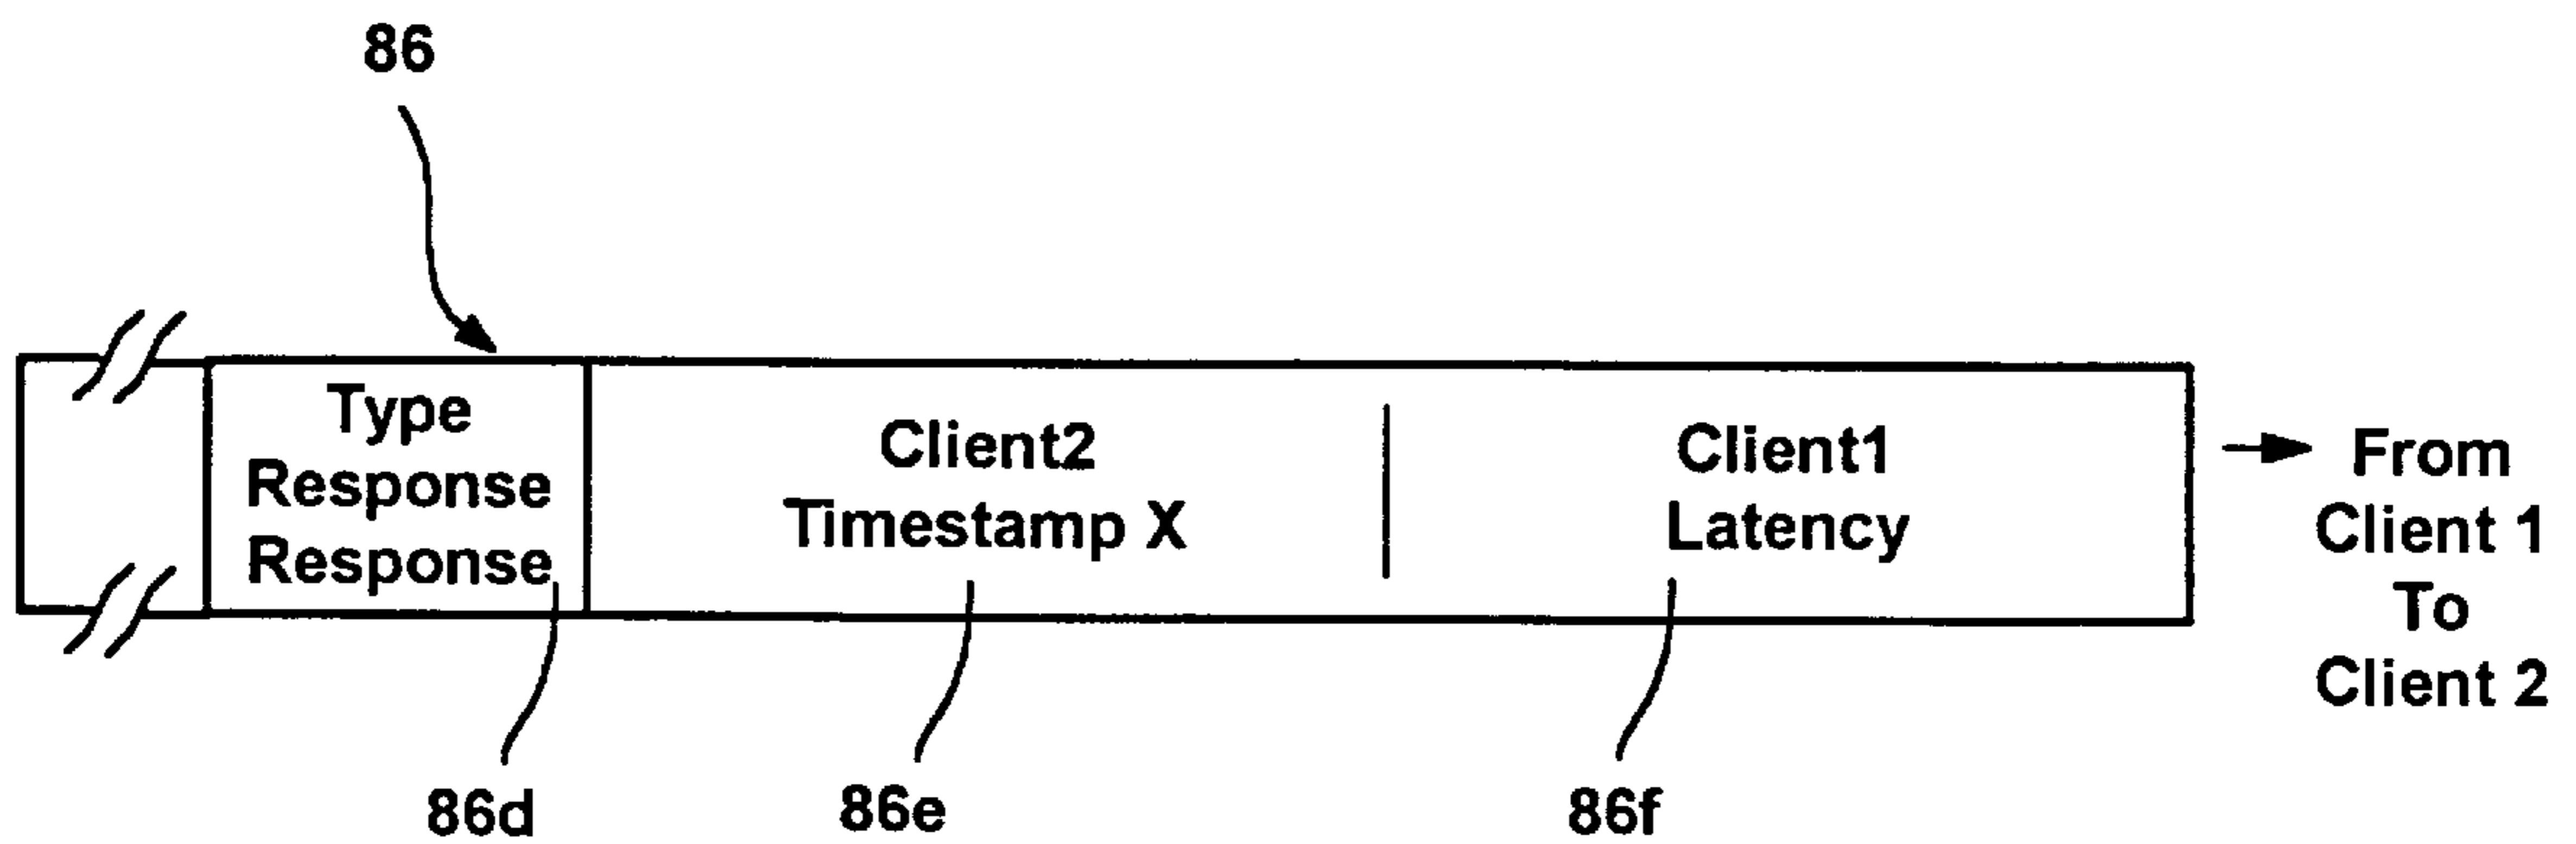 86
Type
Response
Response
Client2
Timestamp X
Client1
Latency
From
Client 1
To
Client 2
86d
86e
86f